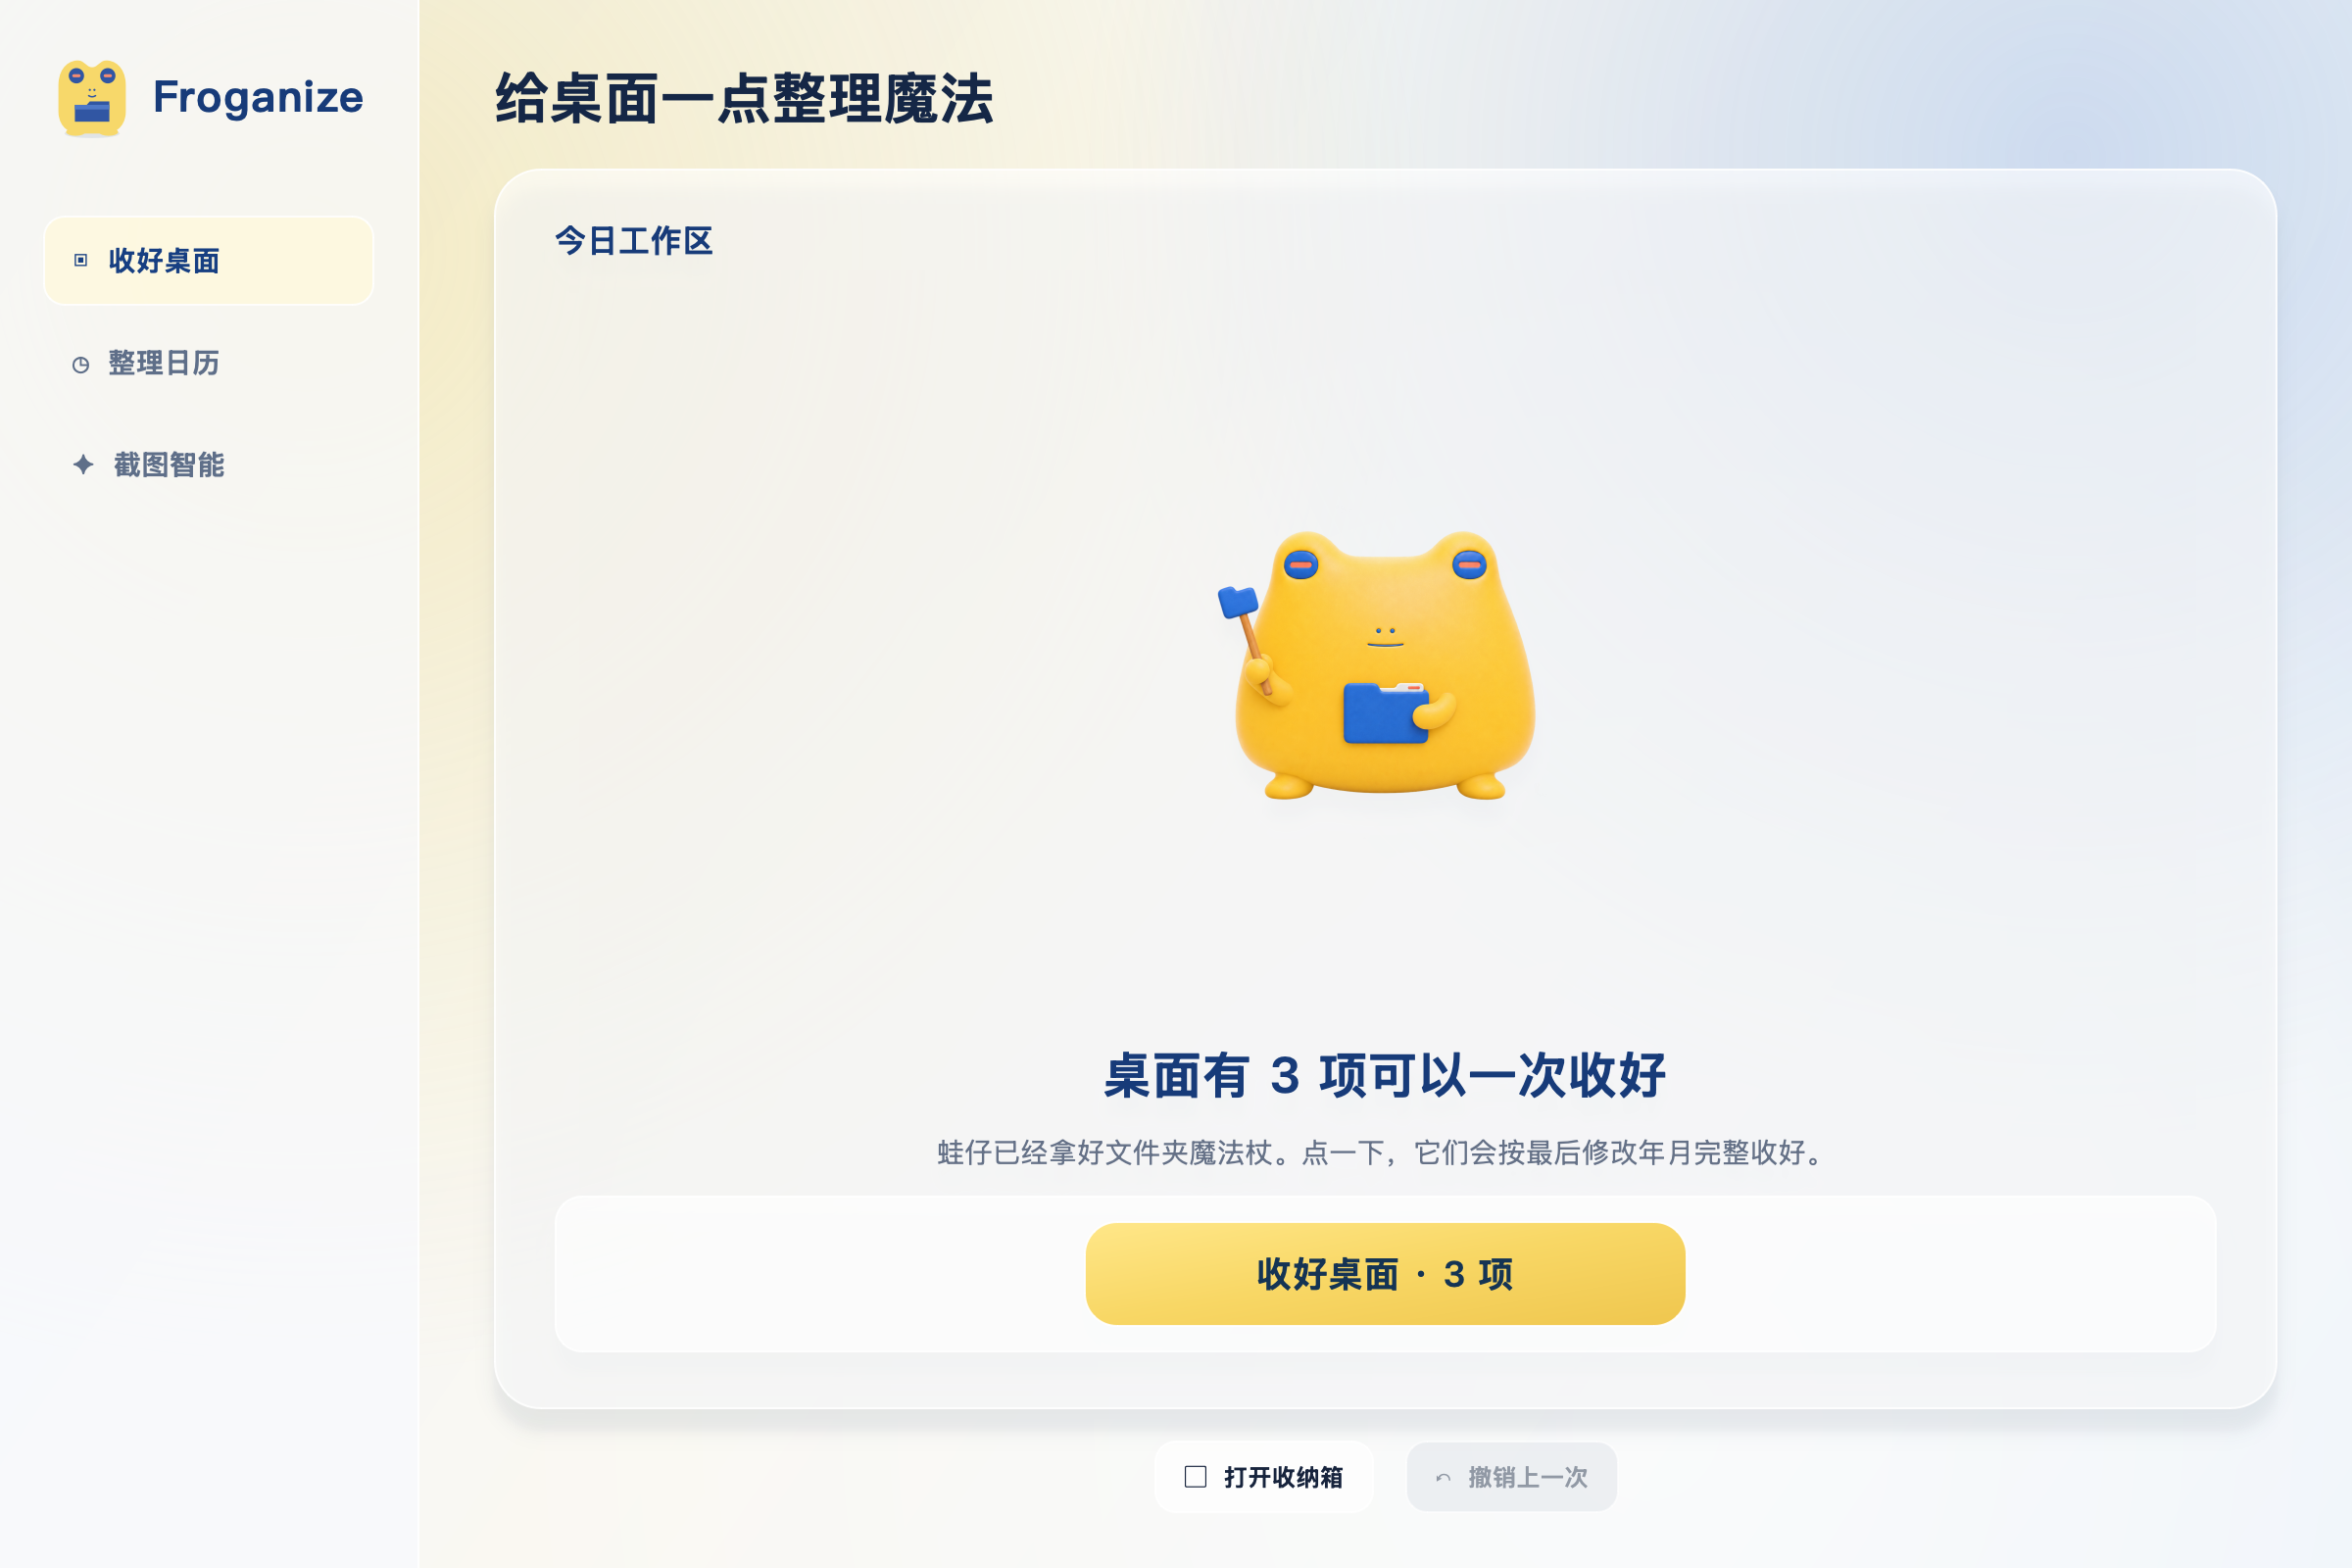 Froganize
收好桌面
整理日历
截图智能
给桌面一点整理魔法
今日工作区
桌面有 3 项可以一次收好
蛙仔已经拿好文件夹魔法杖。点一下，它们会按最后修改年月完整收好。
收好桌面 · 3 项
打开收纳箱
撤销上一次